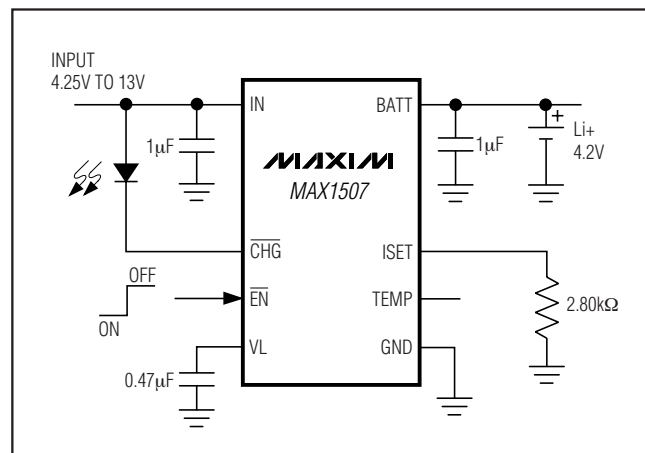 INPUT
4.25V TO 13V
IN
BATT
1µF
1µF
+
Li+
4.2V
MAXIM
MAX1507
CHG
ISET
OFF
EN
TEMP
2.80kΩ
ON
VL
GND
0.47µF